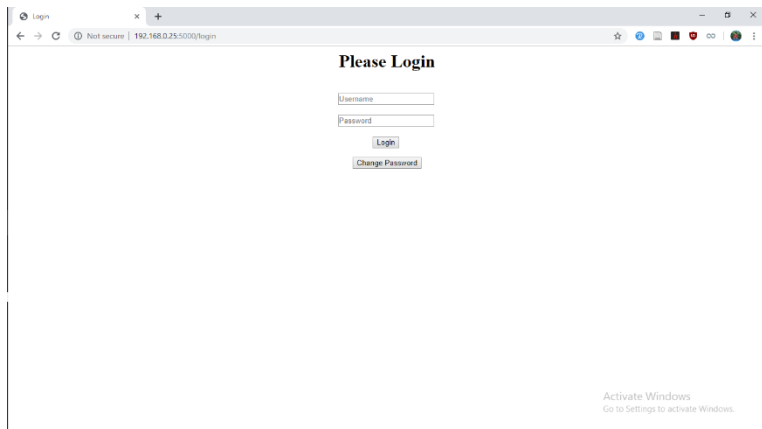 Login
Not secure | 192.168.0.25:5000/login
Please Login
Username
Password
Login
Change Password
Activate Windows
Go to Settings to activate Windows.